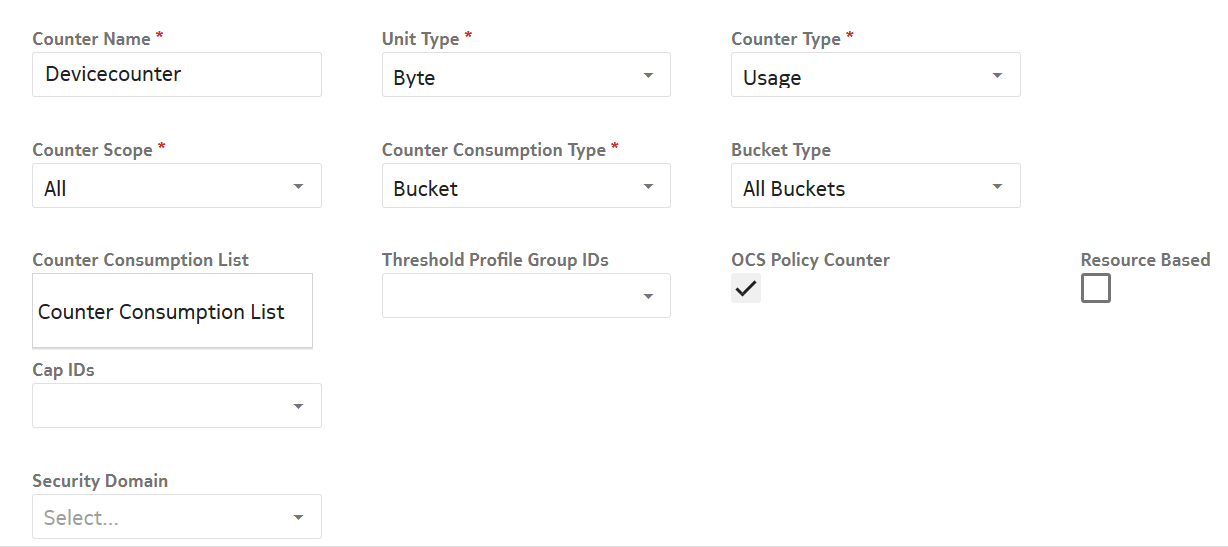 Counter Name *
Unit Type *
Counter Type *
Devicecounter
Byte
Usage
Counter Scope *
Counter Consumption Type *
Bucket Type
All
Bucket
All Buckets
Counter Consumption List
Threshold Profile Group IDs
OCS Policy Counter
Resource Based
Counter Consumption List
Cap IDs
Security Domain
Select...